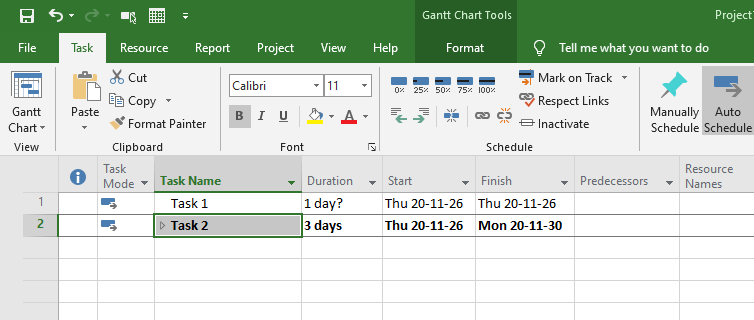 Gantt Chart Tools
Project
File Task Resource Report Project View Help Format Tell me what you want to do
Gantt Chart
Paste
Cut
Copy
Format Painter
Calibri 11
B I U A
0% 25% 50% 75% 100%
Mark on Track
Respect Links
Inactivate
Manually Schedule
Auto Schedule
View Clipboard Font Schedule
Task Mode Task Name Duration Start Finish Predecessors Resource Names
1 Task 1 1 day? Thu 20-11-26 Thu 20-11-26
2 Task 2 3 days Thu 20-11-26 Mon 20-11-30